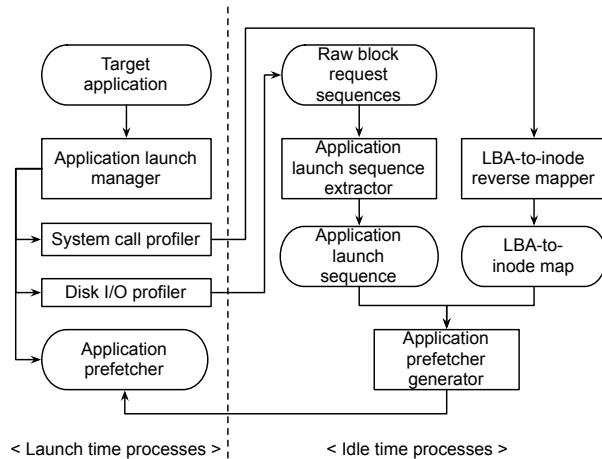 Target
application
Application launch
manager
System call profiler
Disk I/O profiler
Application
prefetcher
< Launch time processes >
Raw block
request
sequences
Application
launch sequence
extractor
Application
launch
sequence
LBA-to-inode
reverse mapper
LBA-to-
inode map
Application
prefetcher
generator
< Idle time processes >